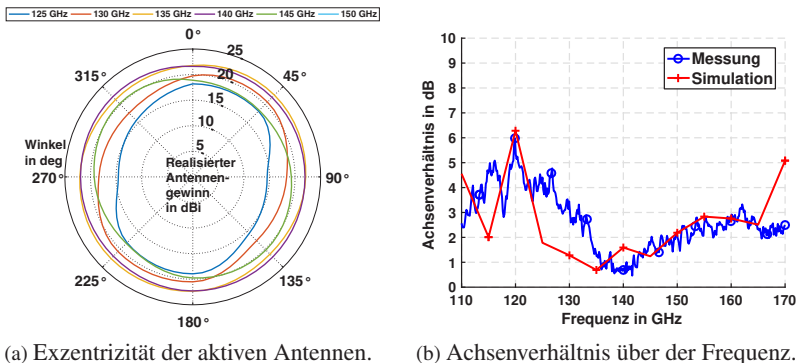 125 GHz 130 GHz 135 GHz 140 GHz 145 GHz 150 GHz
0°
45°
90°
135°
180°
225°
270°
315°
25
20
15
10
5
Winkel
in deg
Realisierter
Antennen-
gewinn
in dBi
(a) Exzentrizität der aktiven Antennen.
Achsenverhältnis in dB
10
9
8
7
6
5
4
3
2
1
0
Messung
Simulation
110 120 130 140 150 160 170
Frequenz in GHz
(b) Achsenverhältnis über der Frequenz.